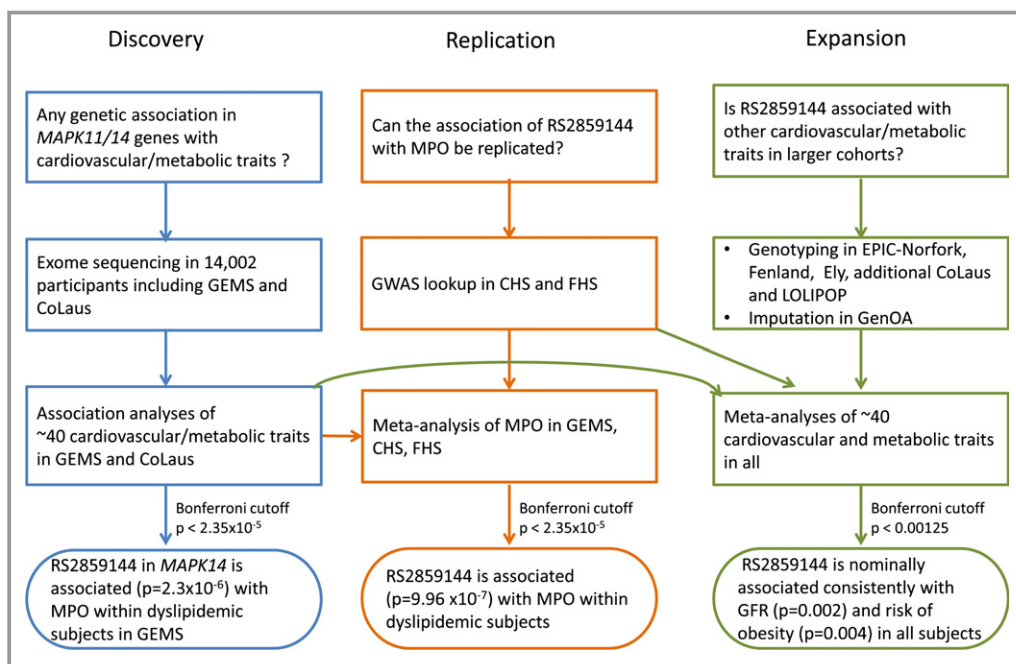 Discovery
Any genetic association in
MAPK11/14 genes with
cardiovascular/metabolic traits ?
Exome sequencing in 14,002
participants including GEMS and
CoLaus
Association analyses of
~40 cardiovascular/metabolic traits
in GEMS and CoLaus
Bonferroni cutoff
p < 2.35x10⁻⁵
RS2859144 in MAPK14 is
associated (p=2.3x10⁻⁶) with
MPO within dyslipidemic
subjects in GEMS
Replication
Can the association of RS2859144
with MPO be replicated?
GWAS lookup in CHS and FHS
Meta-analysis of MPO in GEMS,
CHS, FHS
Bonferroni cutoff
p < 2.35x10⁻⁵
RS2859144 is associated
(p=9.96 x10⁻⁷) with MPO within
dyslipidemic subjects
Expansion
Is RS2859144 associated with
other cardiovascular/metabolic
traits in larger cohorts?
• Genotyping in EPIC-Norfork,
Fenland, Ely, additional CoLaus
and LOLIPOP
• Imputation in GenOA
Meta-analyses of ~40
cardiovascular and metabolic traits
in all
Bonferroni cutoff
p < 0.00125
RS2859144 is nominally
associated consistently with
GFR (p=0.002) and risk of
obesity (p=0.004) in all subjects